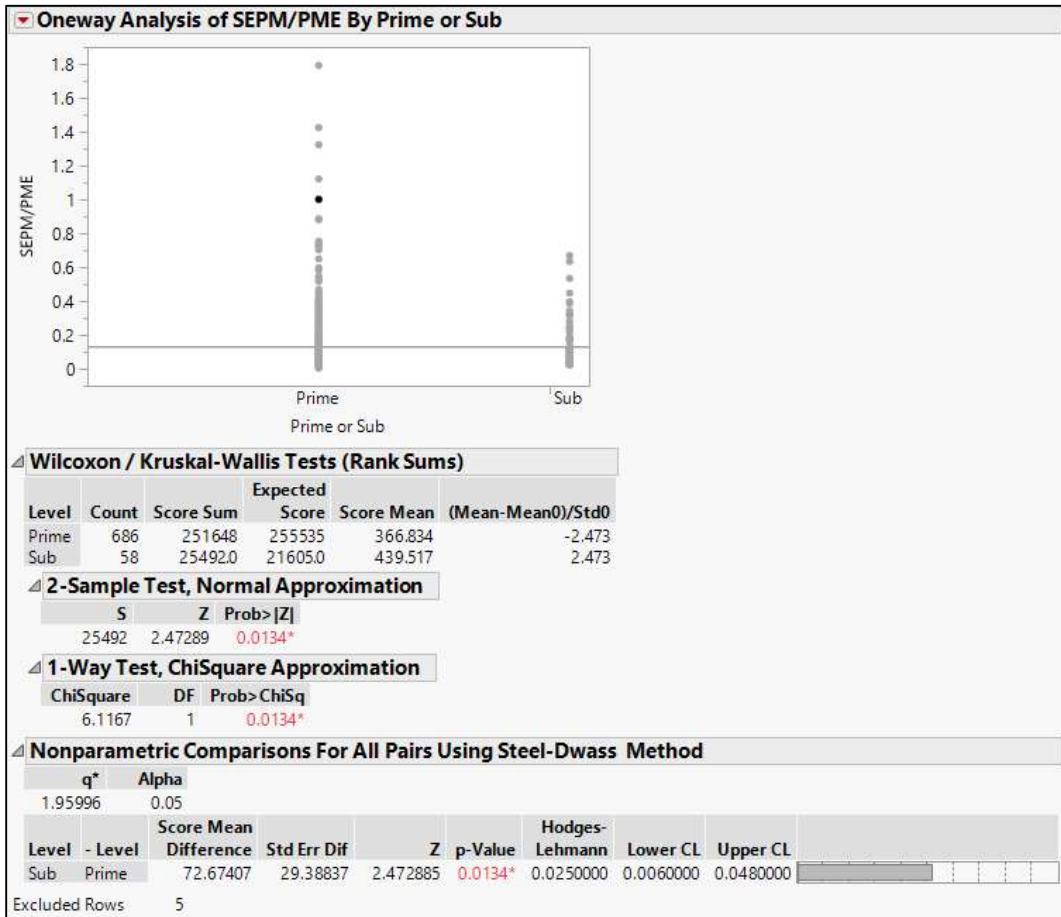 Oneway Analysis of SEPM/PME By Prime or Sub
1.8
1.6
1.4
1.2
1
0.8
0.6
0.4
0.2
0
SEPM/PME
Prime Sub
Prime or Sub
Wilcoxon / Kruskal-Wallis Tests (Rank Sums)
Expected
Level Count Score Sum Score Score Mean (Mean-Mean0)/Std0
Prime 686 251648 255535 366.834 -2.473
Sub 58 25492.0 21605.0 439.517 2.473
2-Sample Test, Normal Approximation
S Z Prob>|Z|
25492 2.47289 0.0134*
1-Way Test, ChiSquare Approximation
ChiSquare DF Prob>ChiSq
6.1167 1 0.0134*
Nonparametric Comparisons For All Pairs Using Steel-Dwass Method
q* Alpha
1.95996 0.05
Score Mean Hodges-
Level - Level Difference Std Err Dif Z p-Value Lehmann Lower CL Upper CL
Sub Prime 72.67407 29.38837 2.472885 0.0134* 0.0250000 0.0060000 0.0480000
Excluded Rows 5